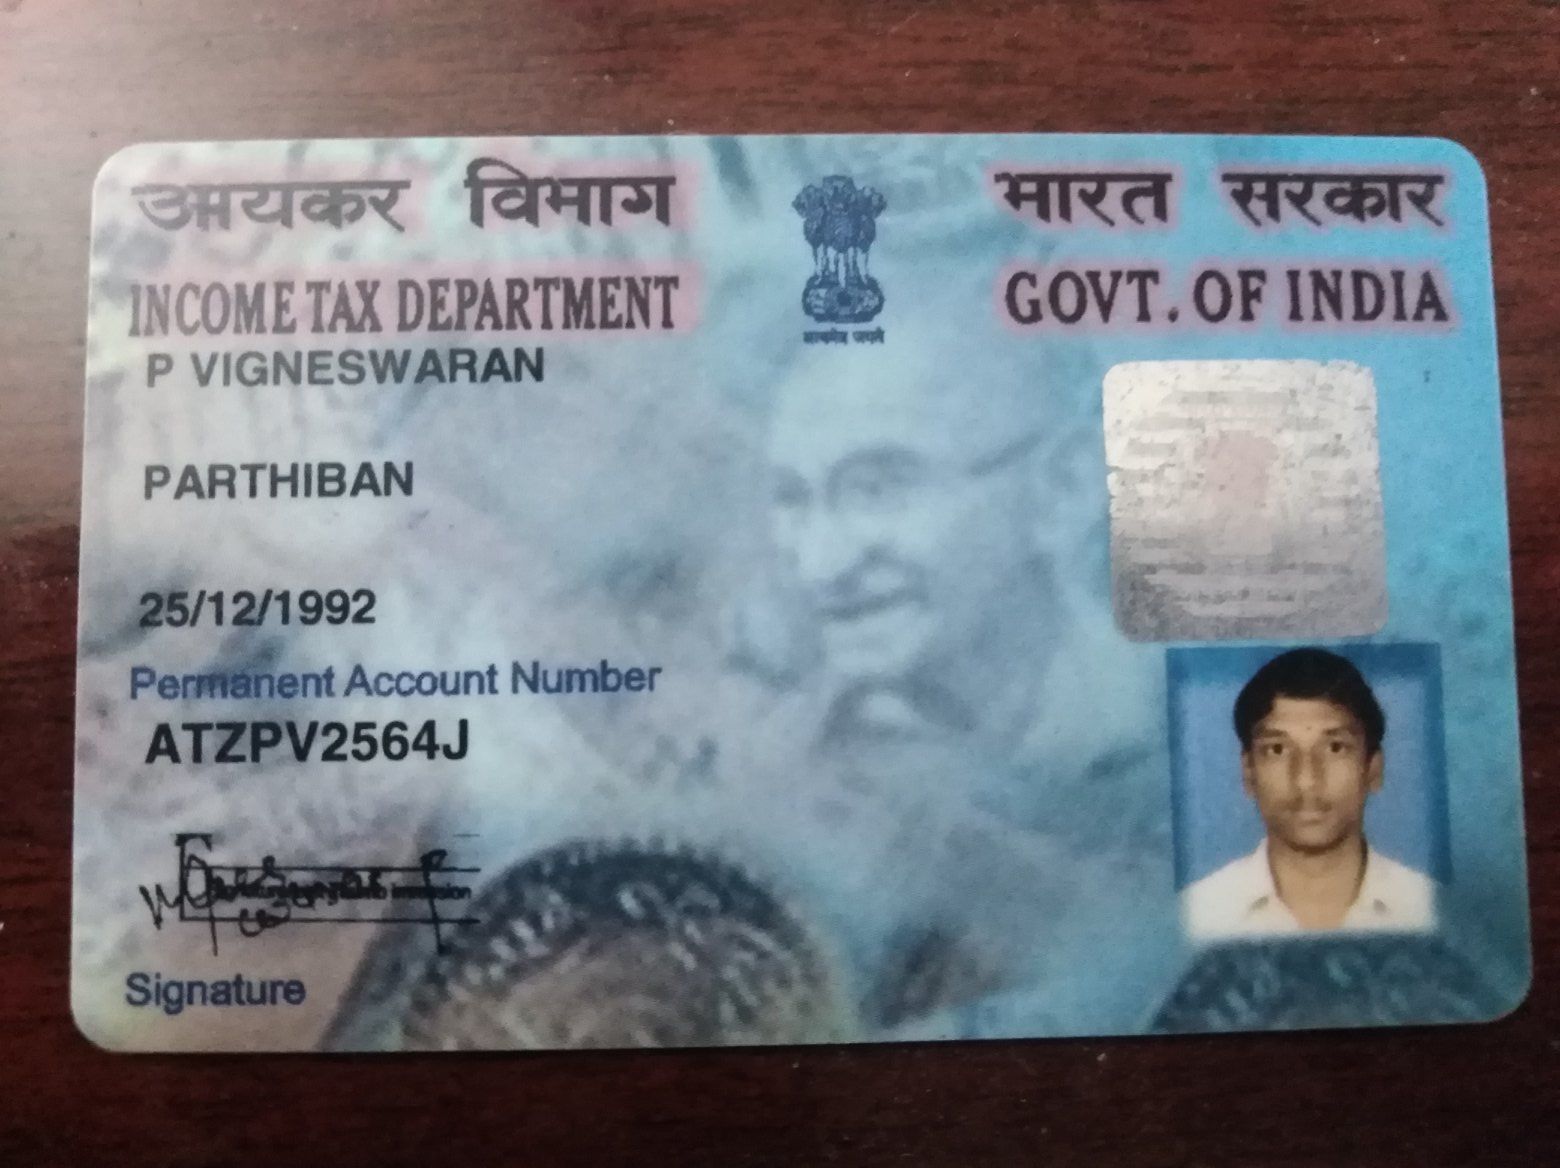 आयकर विभाग
INCOME TAX DEPARTMENT
भारत सरकार
GOVT. OF INDIA
सत्यमेव जयते
P VIGNESWARAN
PARTHIBAN
25/12/1992
Permanent Account Number
ATZPV2564J
Signature